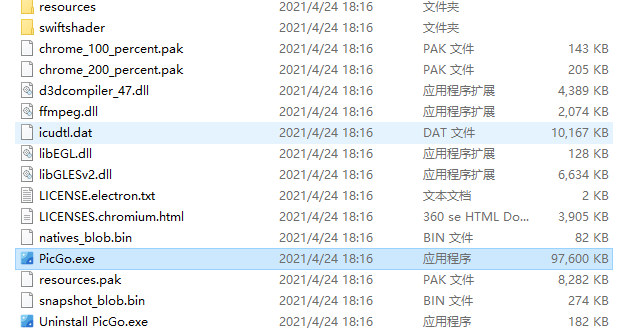 resources 2021/4/24 18:16 文件夹
swiftshader 2021/4/24 18:16 文件夹
chrome_100_percent.pak 2021/4/24 18:16 PAK 文件 143 KB
chrome_200_percent.pak 2021/4/24 18:16 PAK 文件 205 KB
d3dcompiler_47.dll 2021/4/24 18:16 应用程序扩展 4,389 KB
ffmpeg.dll 2021/4/24 18:16 应用程序扩展 2,074 KB
icudtl.dat 2021/4/24 18:16 DAT 文件 10,167 KB
libEGL.dll 2021/4/24 18:16 应用程序扩展 128 KB
libGLESv2.dll 2021/4/24 18:16 应用程序扩展 6,634 KB
LICENSE.electron.txt 2021/4/24 18:16 文本文档 2 KB
LICENSES.chromium.html 2021/4/24 18:16 360 se HTML Do... 3,905 KB
natives_blob.bin 2021/4/24 18:16 BIN 文件 82 KB
PicGo.exe 2021/4/24 18:16 应用程序 97,600 KB
resources.pak 2021/4/24 18:16 PAK 文件 8,282 KB
snapshot_blob.bin 2021/4/24 18:16 BIN 文件 274 KB
Uninstall PicGo.exe 2021/4/24 18:16 应用程序 182 KB